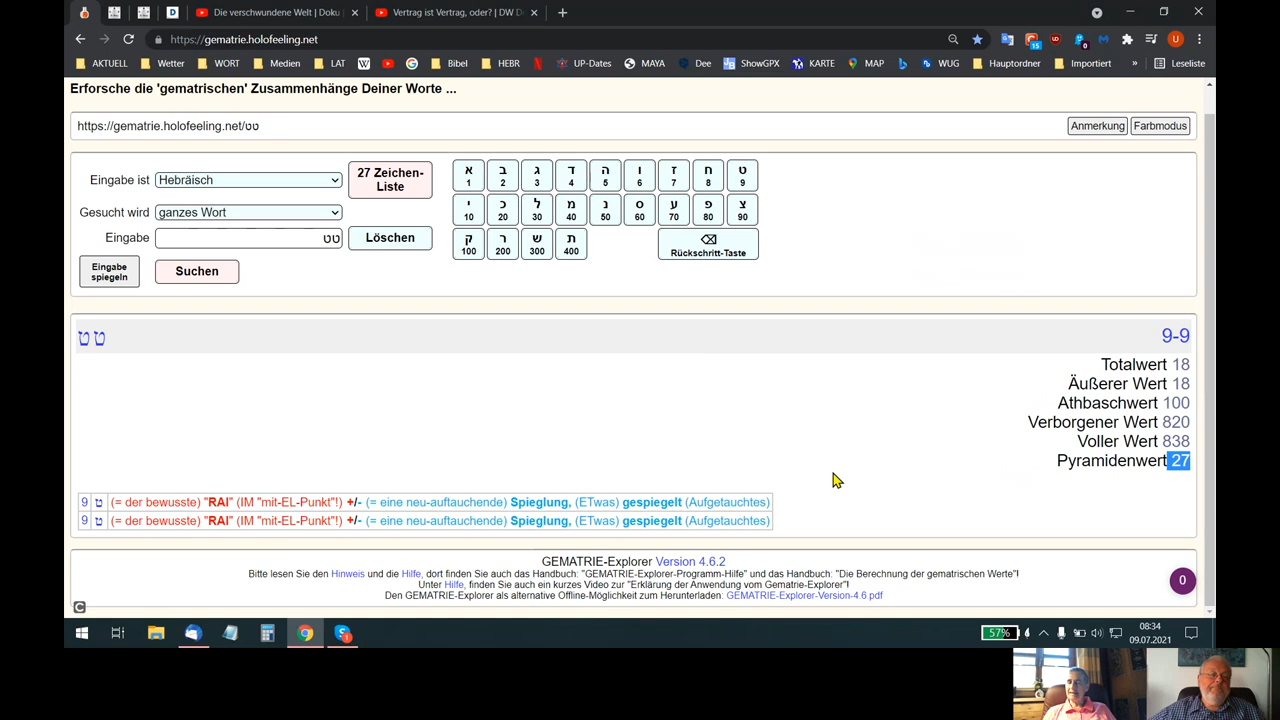 Die verschwundene Welt | Doku
Vertrag ist Vertrag, oder? | DW D
https://gematrie.holofeeling.net
15
0
U
AKTUELL Wetter WORT Medien LAT Bibel HEBR UP-Dates MAYA Dee ShowGPX KARTE MAP WUG Hauptordner Importiert » Leseliste
Erforsche die 'gematrischen' Zusammenhänge Deiner Worte ...
https://gematrie.holofeeling.net/טט
Anmerkung Farbmodus
Eingabe ist Hebräisch
27 Zeichen-
Liste
Gesucht wird ganzes Wort
Eingabe טט Löschen
Eingabe
spiegeln
Suchen
א ב ג ד ה ו ז ח ט
1 2 3 4 5 6 7 8 9
י כ ל מ נ ס ע פ צ
10 20 30 40 50 60 70 80 90
ק ר ש ת
100 200 300 400
Rückschritt-Taste
טט 9-9
Totalwert 18
Äußerer Wert 18
Athbaschwert 100
Verborgener Wert 820
Voller Wert 838
Pyramidenwert 27
9 ט (= der bewusste) "RAI" (IM "mit-EL-Punkt"!) +/- (= eine neu-auftauchende) Spieglung, (ETwas) gespiegelt (Aufgetauchtes)
9 ט (= der bewusste) "RAI" (IM "mit-EL-Punkt"!) +/- (= eine neu-auftauchende) Spieglung, (ETwas) gespiegelt (Aufgetauchtes)
GEMATRIE-Explorer Version 4.6.2
Bitte lesen Sie den Hinweis und die Hilfe, dort finden Sie auch das Handbuch: "GEMATRIE-Explorer-Programm-Hilfe" und das Handbuch: "Die Berechnung der gematrischen Werte"!
Unter Hilfe, finden Sie auch ein kurzes Video zur "Erklärung der Anwendung vom Gematrie-Explorer"!
Den GEMATRIE-Explorer als alternative Offline-Möglichkeit zum Herunterladen: GEMATRIE-Explorer-Version-4.6.pdf
0
C
57%
08:34
09.07.2021